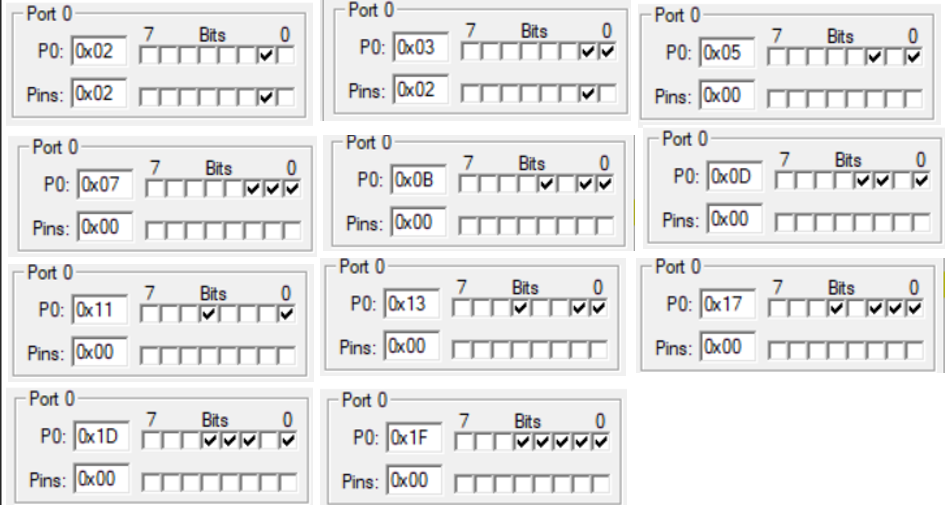 Port 0
7 Bits 0
P0: 0x02
Pins: 0x02
Port 0
7 Bits 0
P0: 0x03
Pins: 0x02
Port 0
7 Bits 0
P0: 0x05
Pins: 0x00
Port 0
7 Bits 0
P0: 0x07
Pins: 0x00
Port 0
7 Bits 0
P0: 0x0B
Pins: 0x00
Port 0
7 Bits 0
P0: 0x0D
Pins: 0x00
Port 0
7 Bits 0
P0: 0x11
Pins: 0x00
Port 0
7 Bits 0
P0: 0x13
Pins: 0x00
Port 0
7 Bits 0
P0: 0x17
Pins: 0x00
Port 0
7 Bits 0
P0: 0x1D
Pins: 0x00
Port 0
7 Bits 0
P0: 0x1F
Pins: 0x00